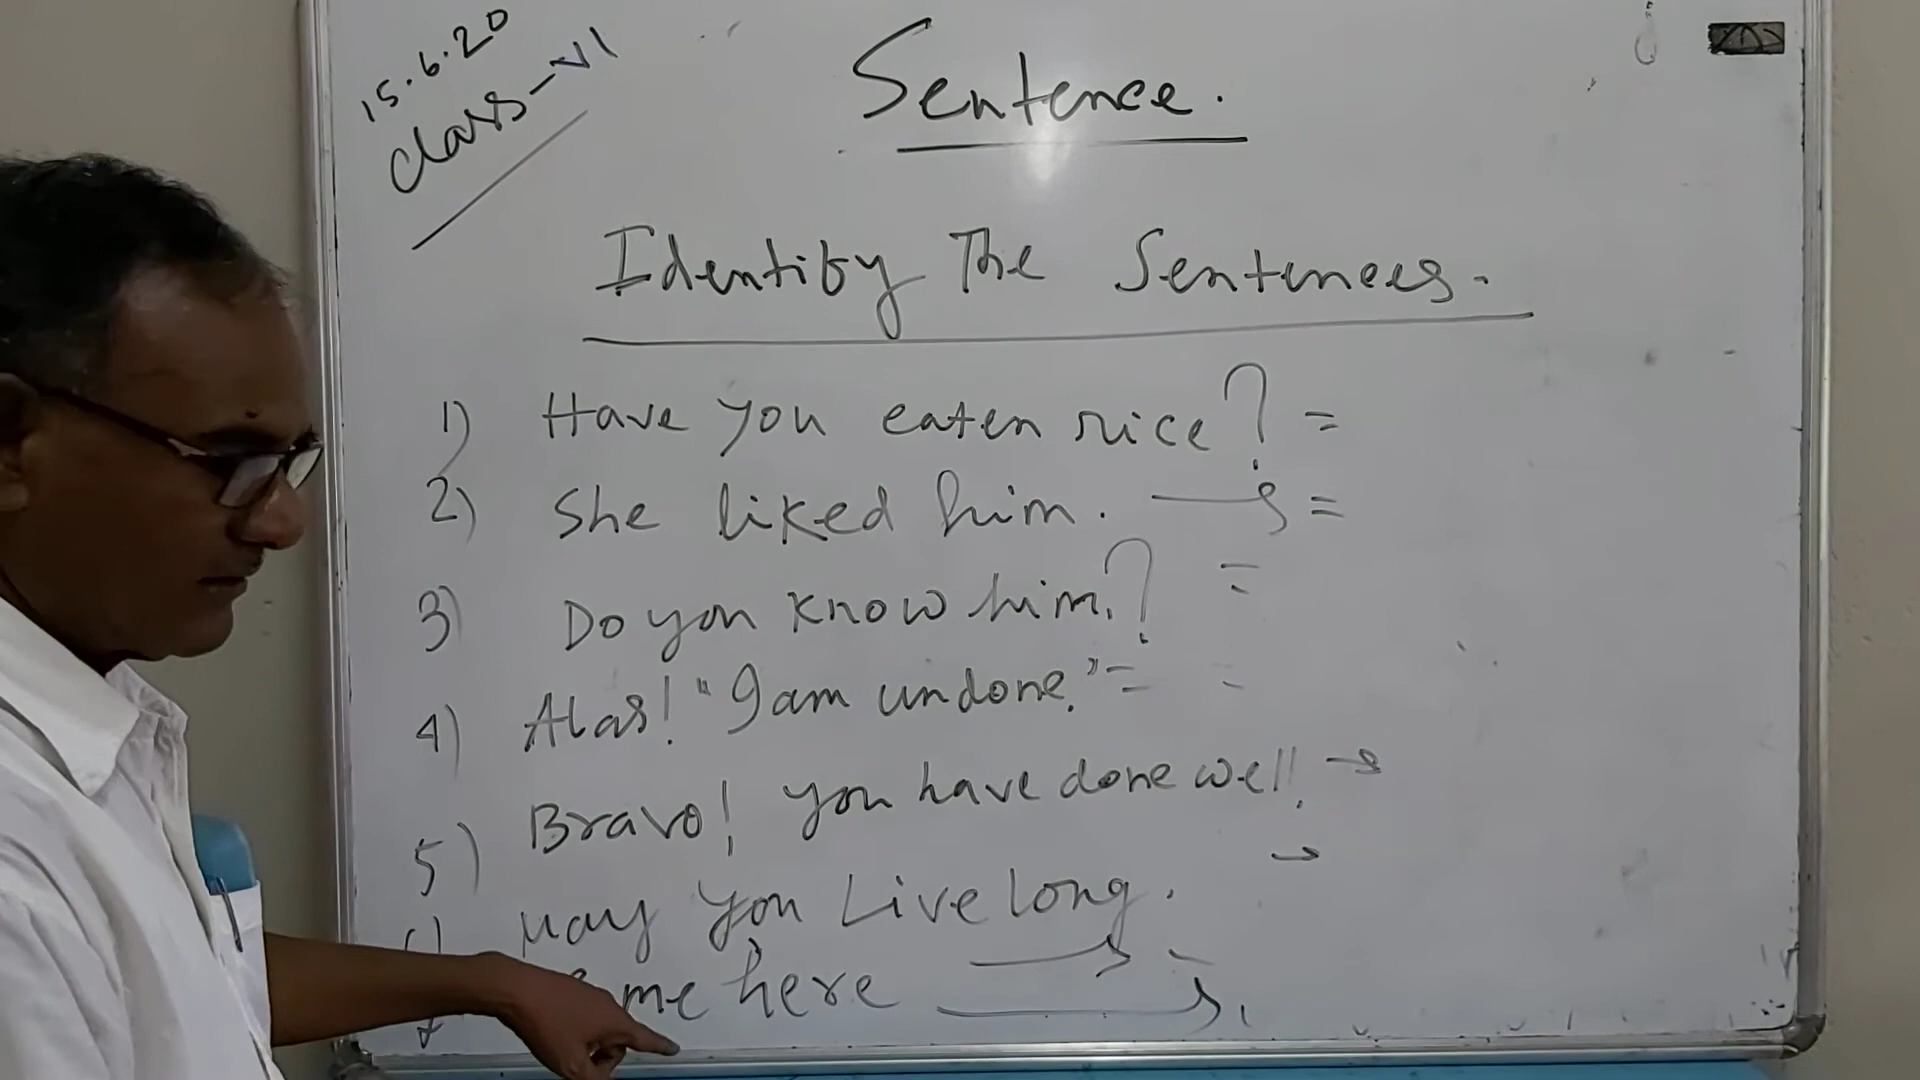 15.6.20
Class-VI
Sentence.
Identify The Sentences.
1) Have you eaten rice? =
2) She liked him. → =
3) Do you know him.? =
4) Alas! "I am undone." = -
5) Bravo! you have done well! →
May you Live long. →
here →